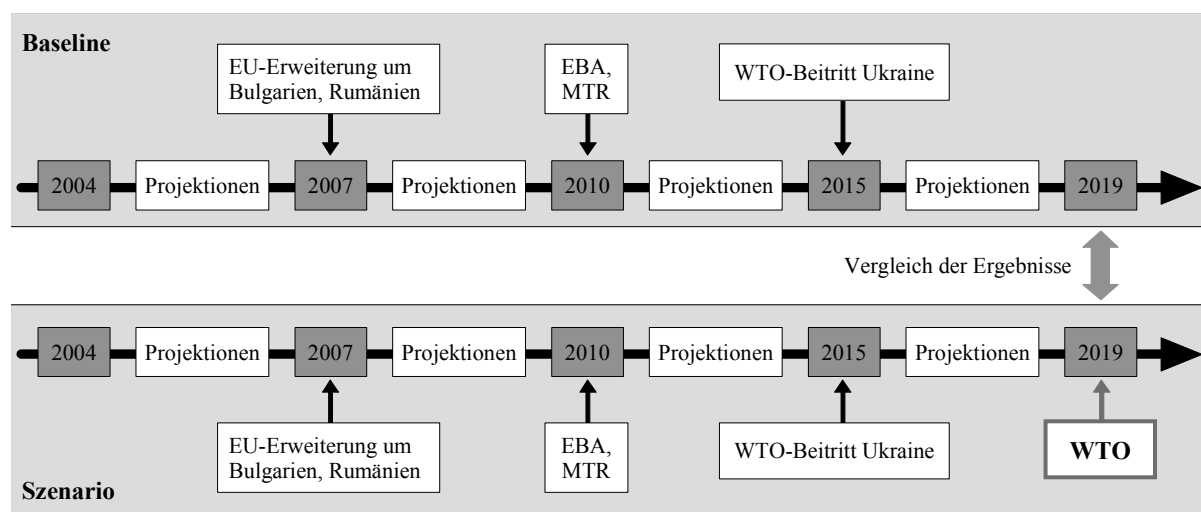 Baseline
EU-Erweiterung um
Bulgarien, Rumänien
EBA,
MTR
WTO-Beitritt Ukraine
2004 Projektionen 2007 Projektionen 2010 Projektionen 2015 Projektionen 2019
Vergleich der Ergebnisse
2004 Projektionen 2007 Projektionen 2010 Projektionen 2015 Projektionen 2019
EU-Erweiterung um
Bulgarien, Rumänien
EBA,
MTR
WTO-Beitritt Ukraine
WTO
Szenario